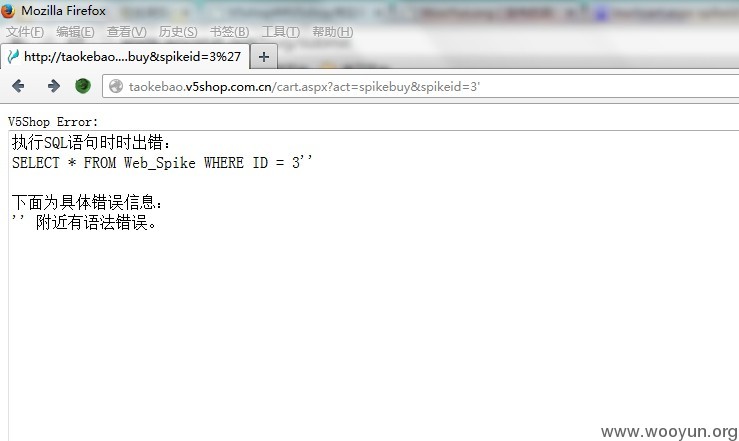 Mozilla Firefox
文件(F) 编辑(E) 查看(V) 历史(S) 书签(B) 工具(T) 帮助(H)
http://taokebao....buy&spikeid=3%27
taokebao.v5shop.com.cn/cart.aspx?act=spikebuy&spikeid=3'
V5Shop Error:
执行SQL语句时时出错：
SELECT * FROM Web_Spike WHERE ID = 3''
下面为具体错误信息：
'' 附近有语法错误。
www.wooyun.org